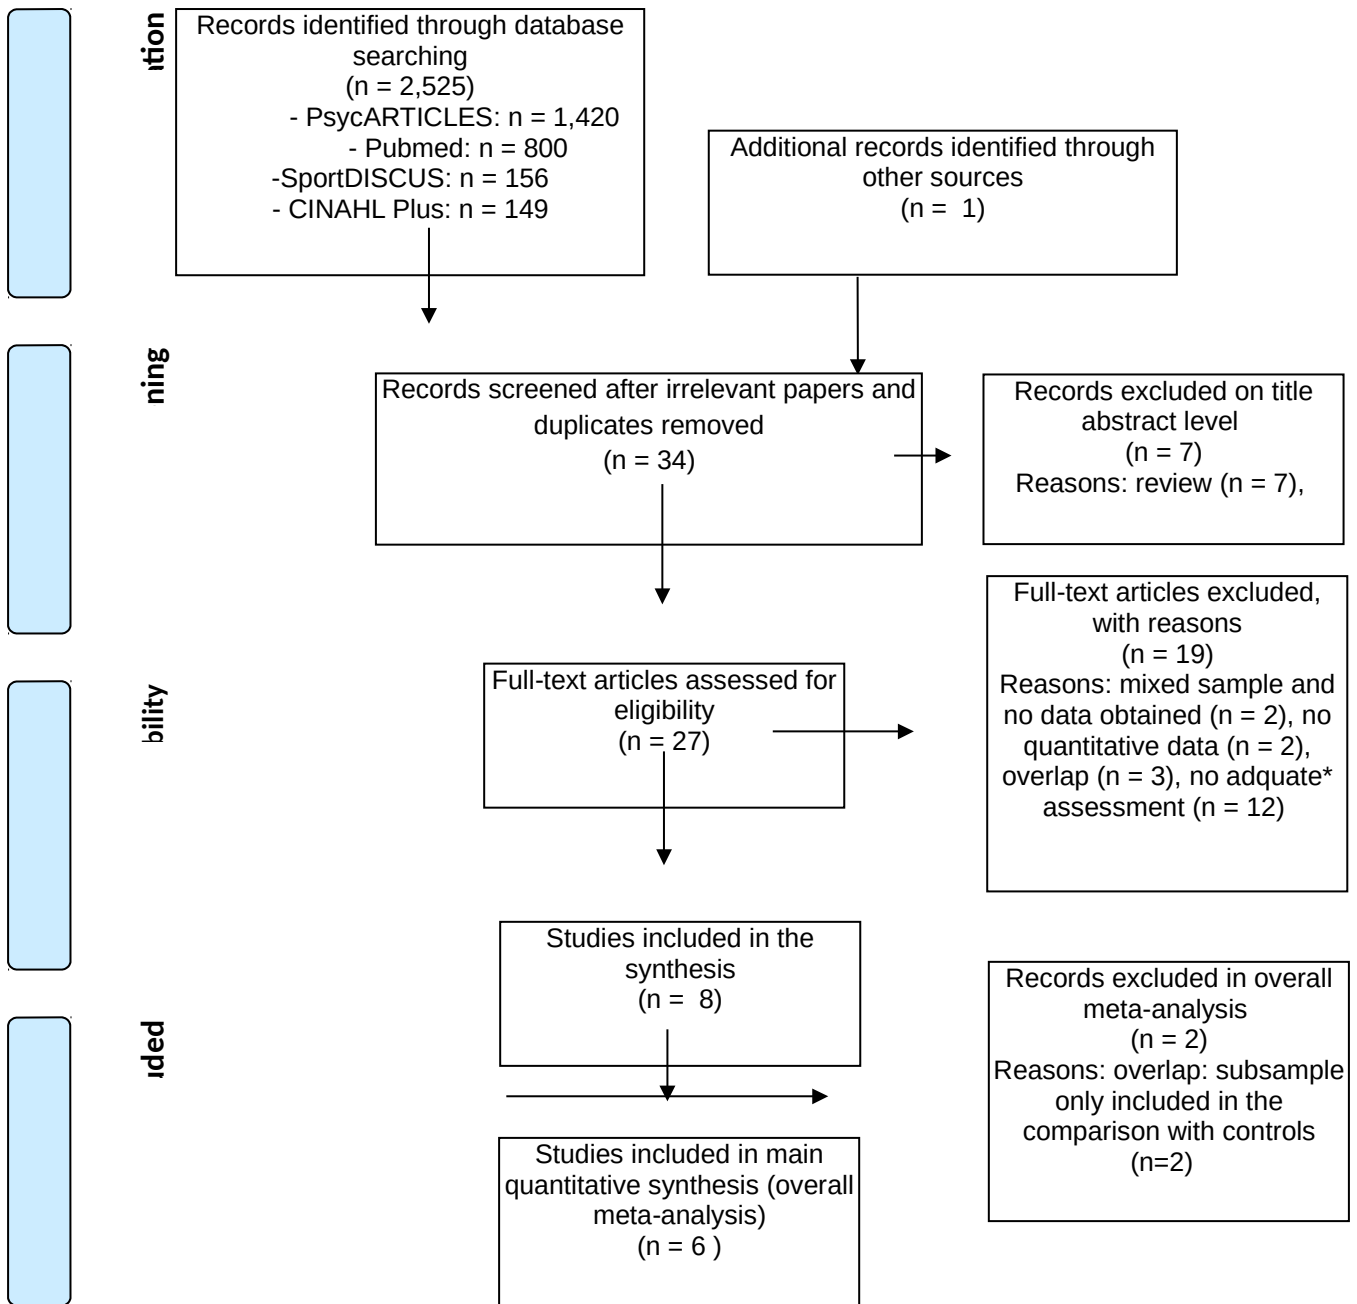 Records identified through database
searching
(n = 2,525)
- PsycARTICLES: n = 1,420
- Pubmed: n = 800
-SportDISCUS: n = 156
- CINAHL Plus: n = 149
Additional records identified through
other sources
(n = 1)
ning
Records screened after irrelevant papers and
duplicates removed
(n = 34)
Records excluded on title
abstract level
(n = 7)
Reasons: review (n = 7),
bility
Full-text articles assessed for
eligibility
(n = 27)
Full-text articles excluded,
with reasons
(n = 19)
Reasons: mixed sample and
no data obtained (n = 2), no
quantitative data (n = 2),
overlap (n = 3), no adquate*
assessment (n = 12)
Studies included in the
synthesis
(n = 8)
Records excluded in overall
meta-analysis
(n = 2)
Reasons: overlap: subsample
only included in the
comparison with controls
(n=2)
Studies included in main
quantitative synthesis (overall
meta-analysis)
(n = 6 )